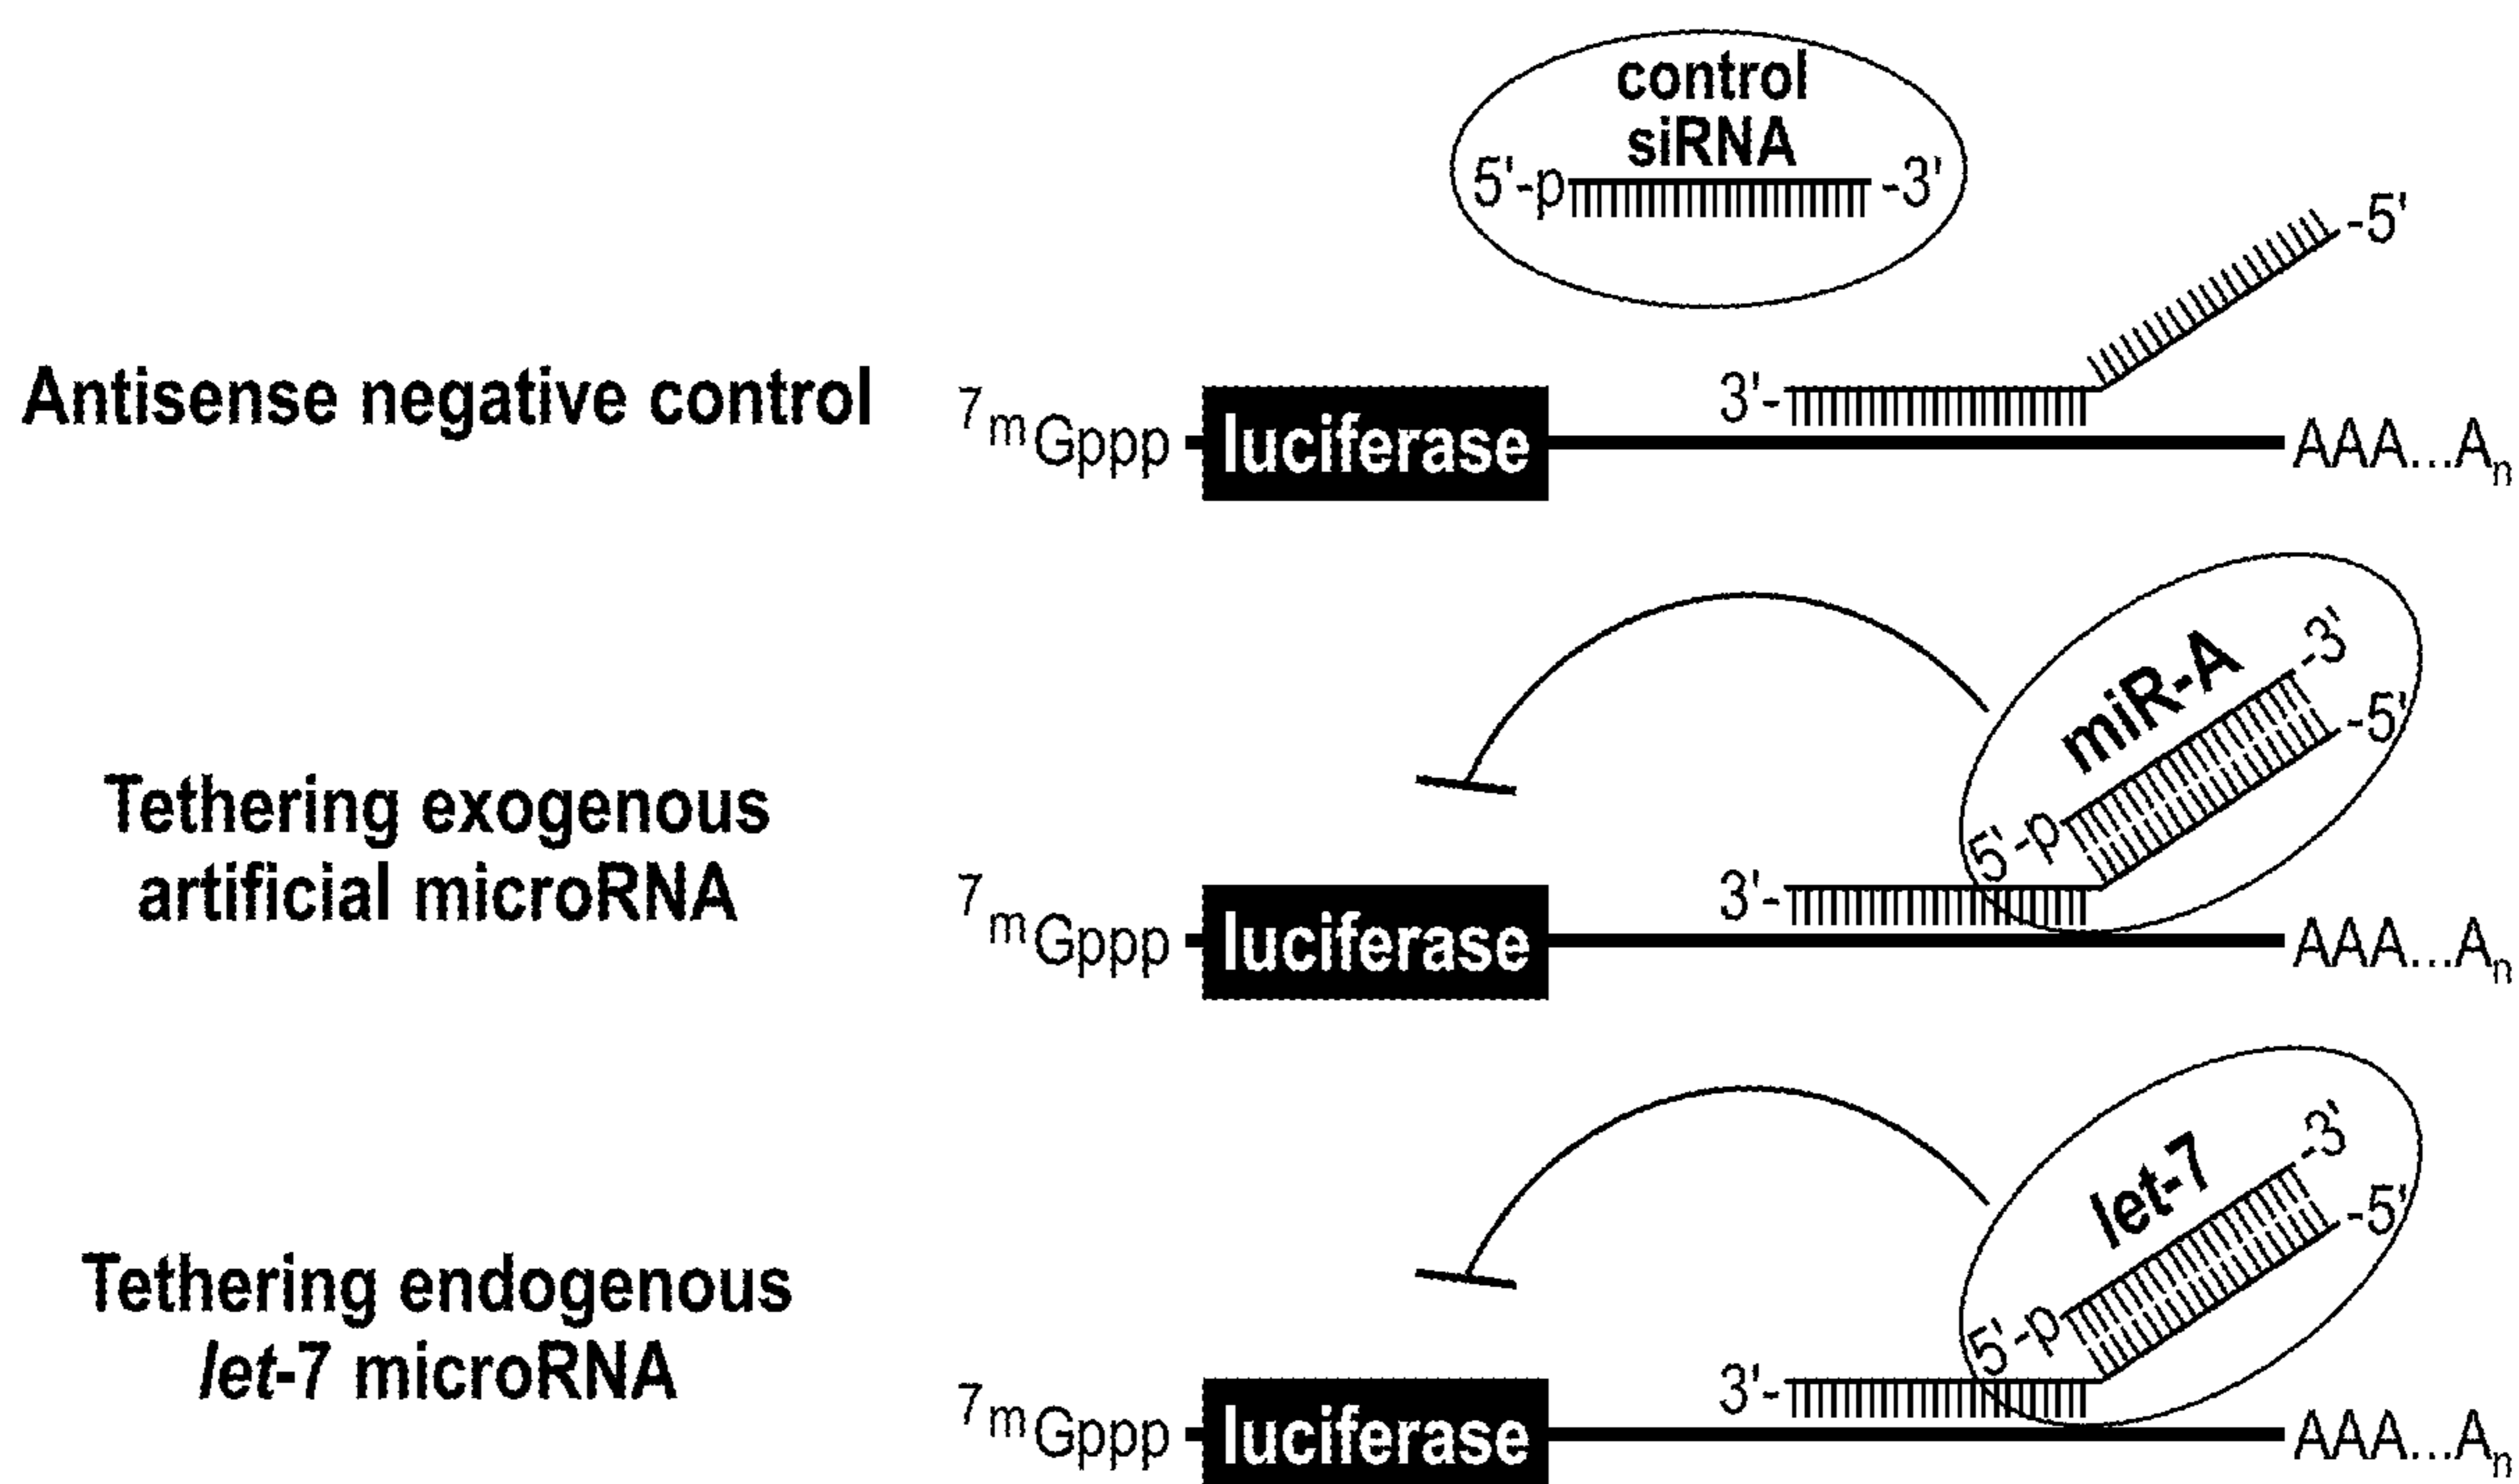 control
siRNA
5'-p -3'
-5'
Antisense negative control
3'-
7mGppp luciferase AAA...An
miR-A
-3'
-5'
5'-p
Tethering exogenous
artificial microRNA
3'-
7mGppp luciferase AAA...An
let-7
-3'
-5'
5'-p
Tethering endogenous
let-7 microRNA
3'-
7mGppp luciferase AAA...An